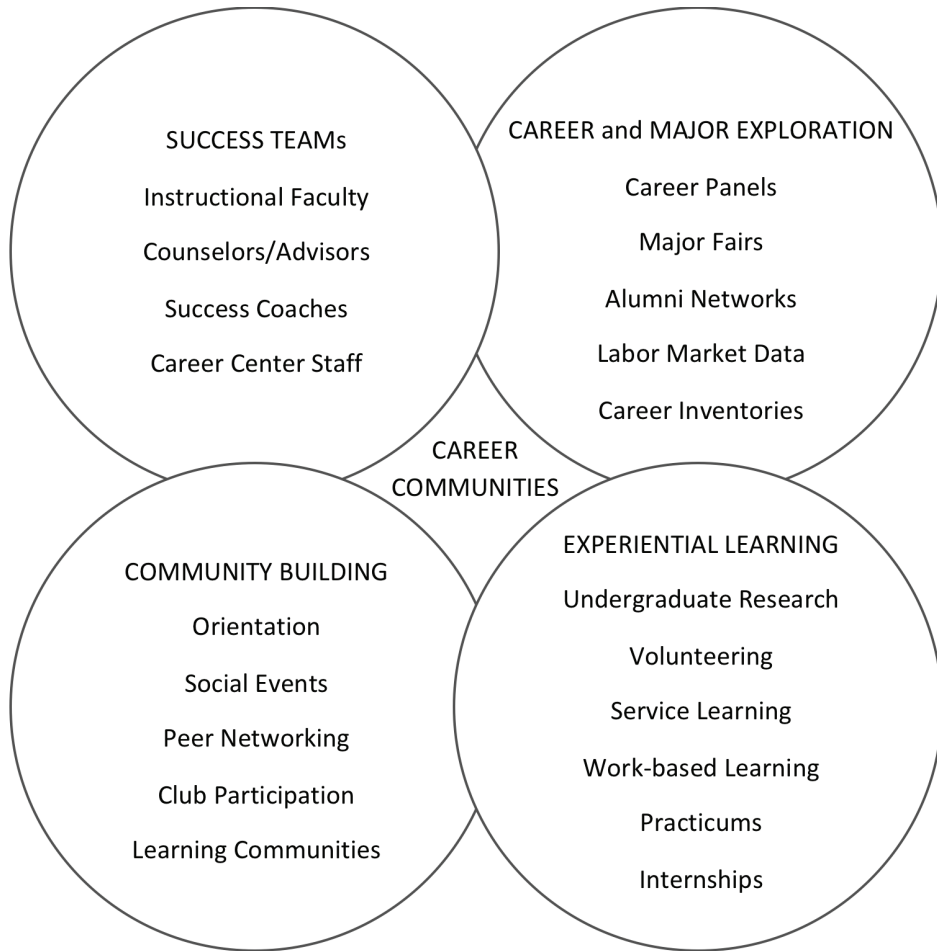 SUCCESS TEAMs
Instructional Faculty
Counselors/Advisors
Success Coaches
Career Center Staff
CAREER and MAJOR EXPLORATION
Career Panels
Major Fairs
Alumni Networks
Labor Market Data
Career Inventories
CAREER
COMMUNITIES
COMMUNITY BUILDING
Orientation
Social Events
Peer Networking
Club Participation
Learning Communities
EXPERIENTIAL LEARNING
Undergraduate Research
Volunteering
Service Learning
Work-based Learning
Practicums
Internships